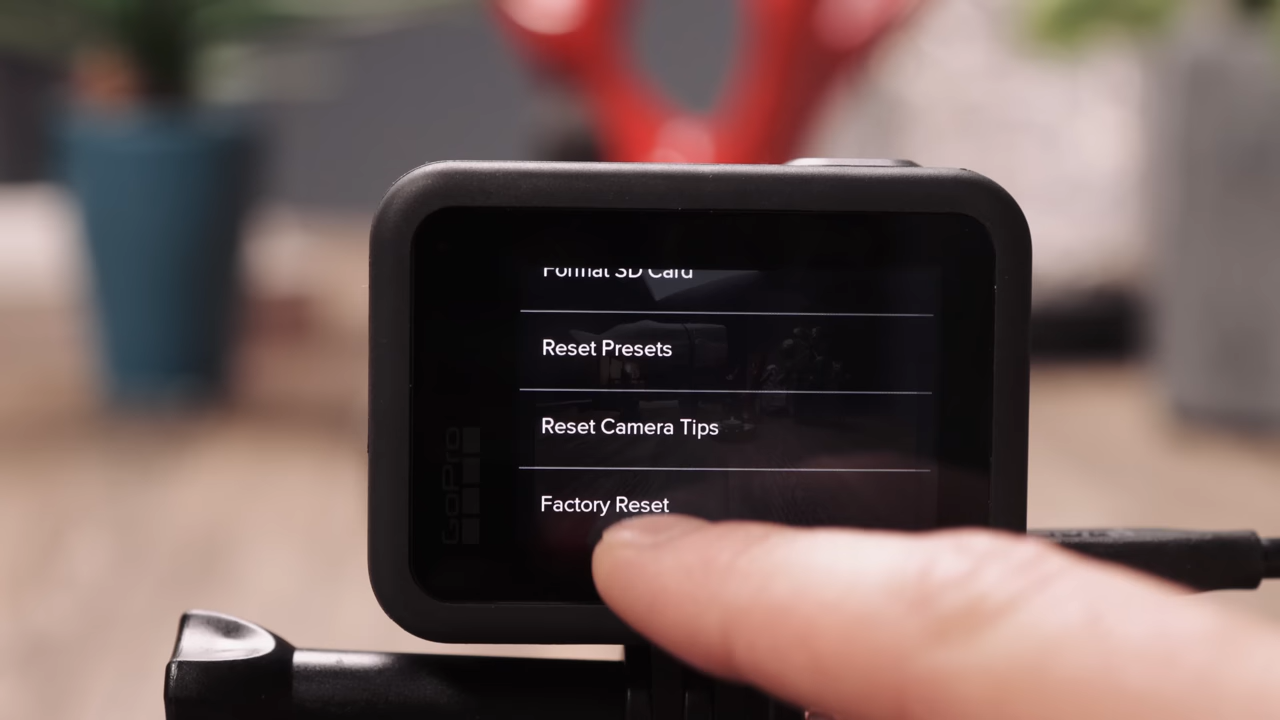 Format SD Card
Reset Presets
Reset Camera Tips
Factory Reset
GoPro